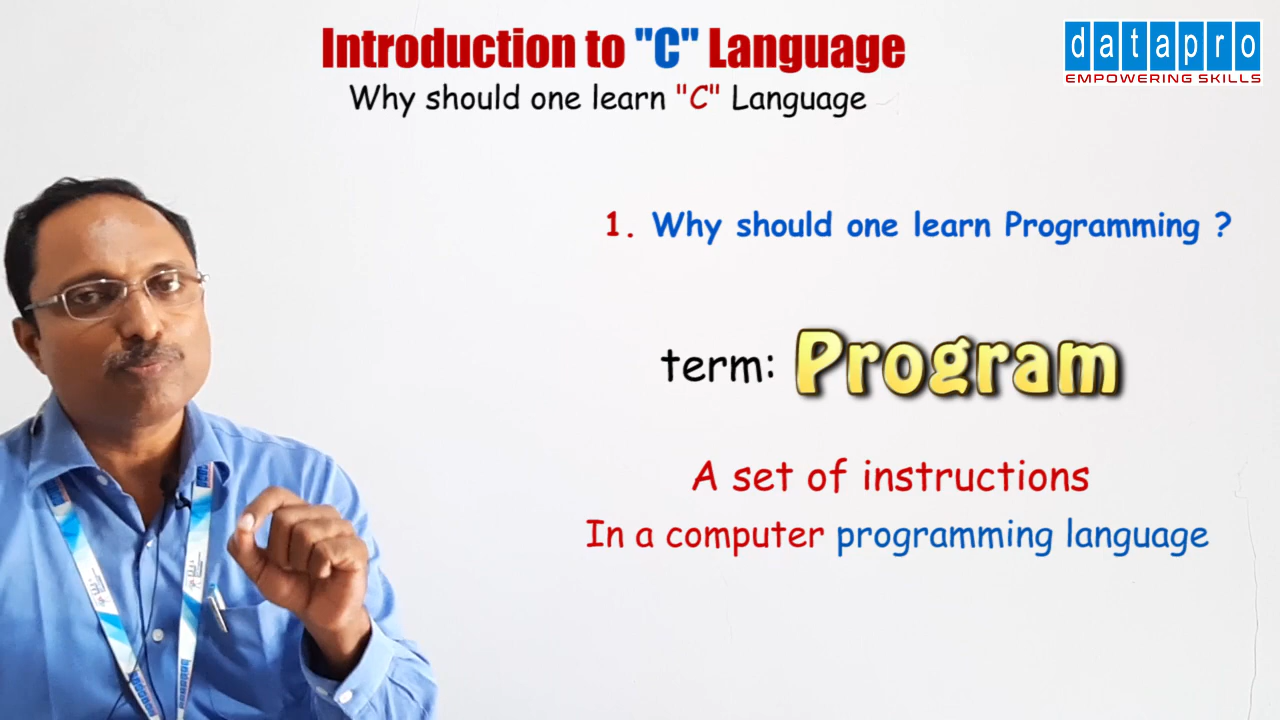 Introduction to "C" Language
Why should one learn "C" Language
datapro
EMPOWERING SKILLS
1. Why should one learn Programming ?
term: Program
A set of instructions
In a computer programming language